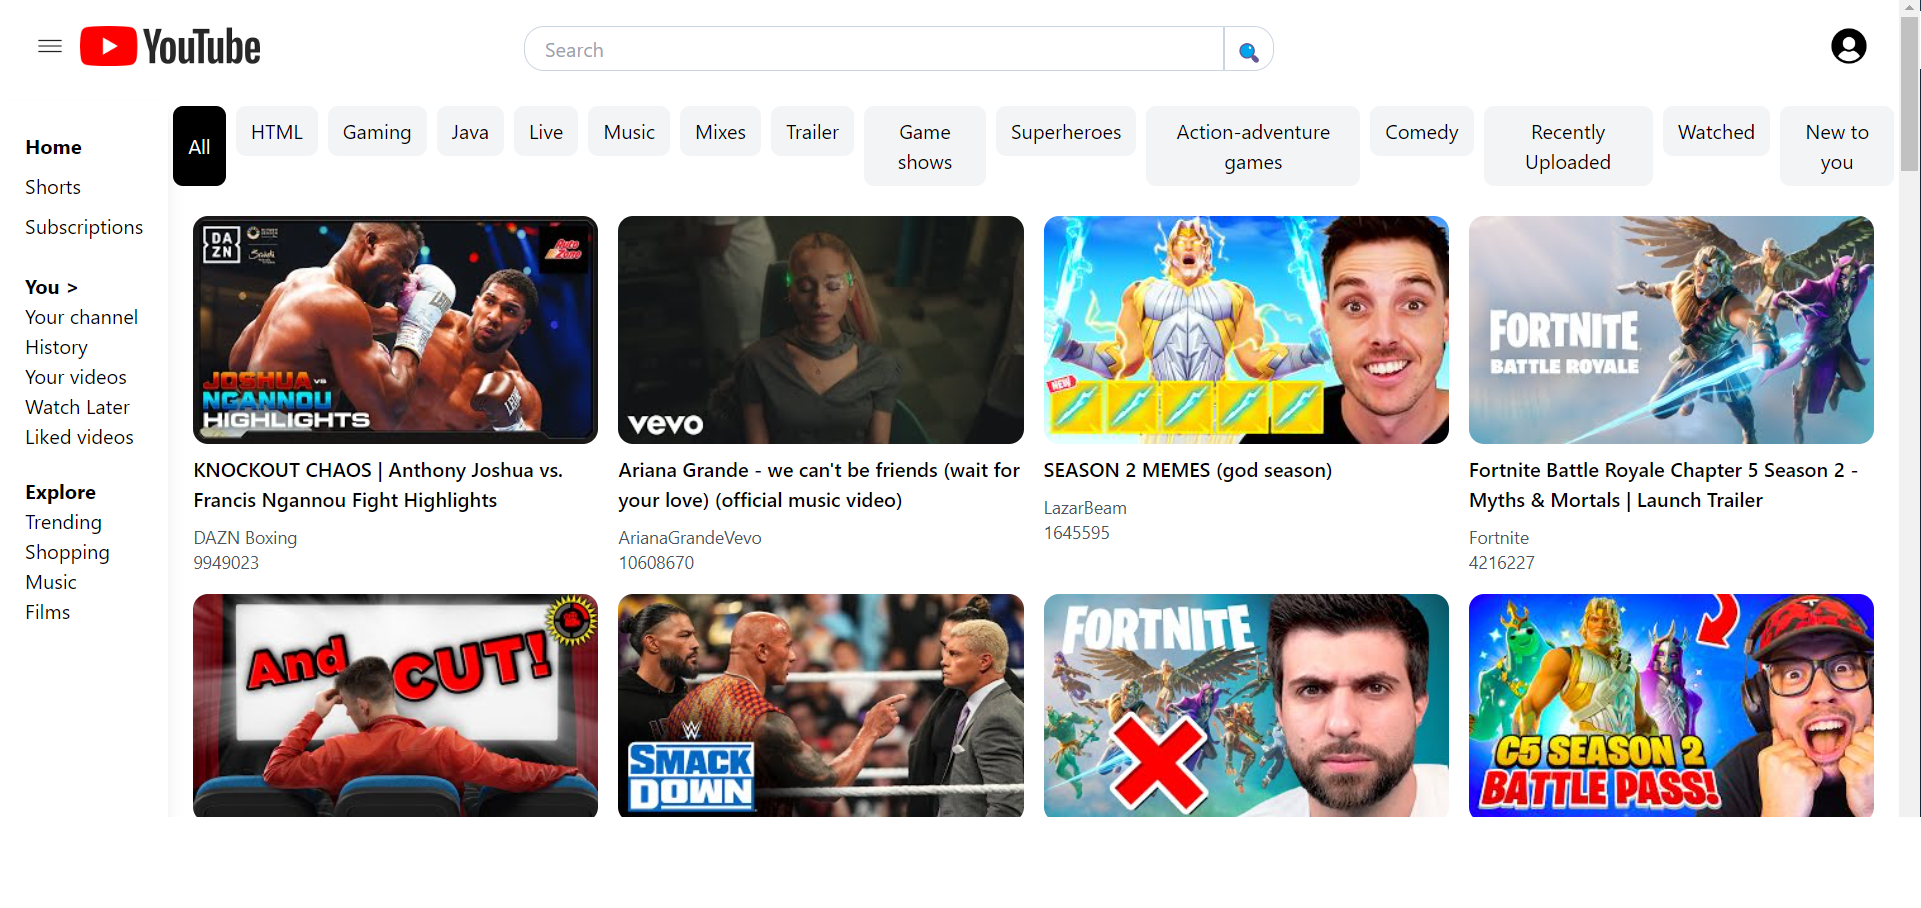 YouTube
Search
All
HTML
Gaming
Java
Live
Music
Mixes
Trailer
Game
shows
Superheroes
Action-adventure
games
Comedy
Recently
Uploaded
Watched
New to
you
Home
Shorts
Subscriptions
You >
Your channel
History
Your videos
Watch Later
Liked videos
Explore
Trending
Shopping
Music
Films
DA
ZN
Auto
Zone
JOSHUA VS
NGANNOU
HIGHLIGHTS
vevo
NEW
FORTNITE
BATTLE ROYALE
KNOCKOUT CHAOS | Anthony Joshua vs.
Francis Ngannou Fight Highlights
DAZN Boxing
9949023
Ariana Grande - we can't be friends (wait for
your love) (official music video)
ArianaGrandeVevo
10608670
SEASON 2 MEMES (god season)
LazarBeam
1645595
Fortnite Battle Royale Chapter 5 Season 2 -
Myths & Mortals | Launch Trailer
Fortnite
4216227
And CUT!
W
SMACK
DOWN
FORTNITE
C5 SEASON 2
BATTLE PASS!